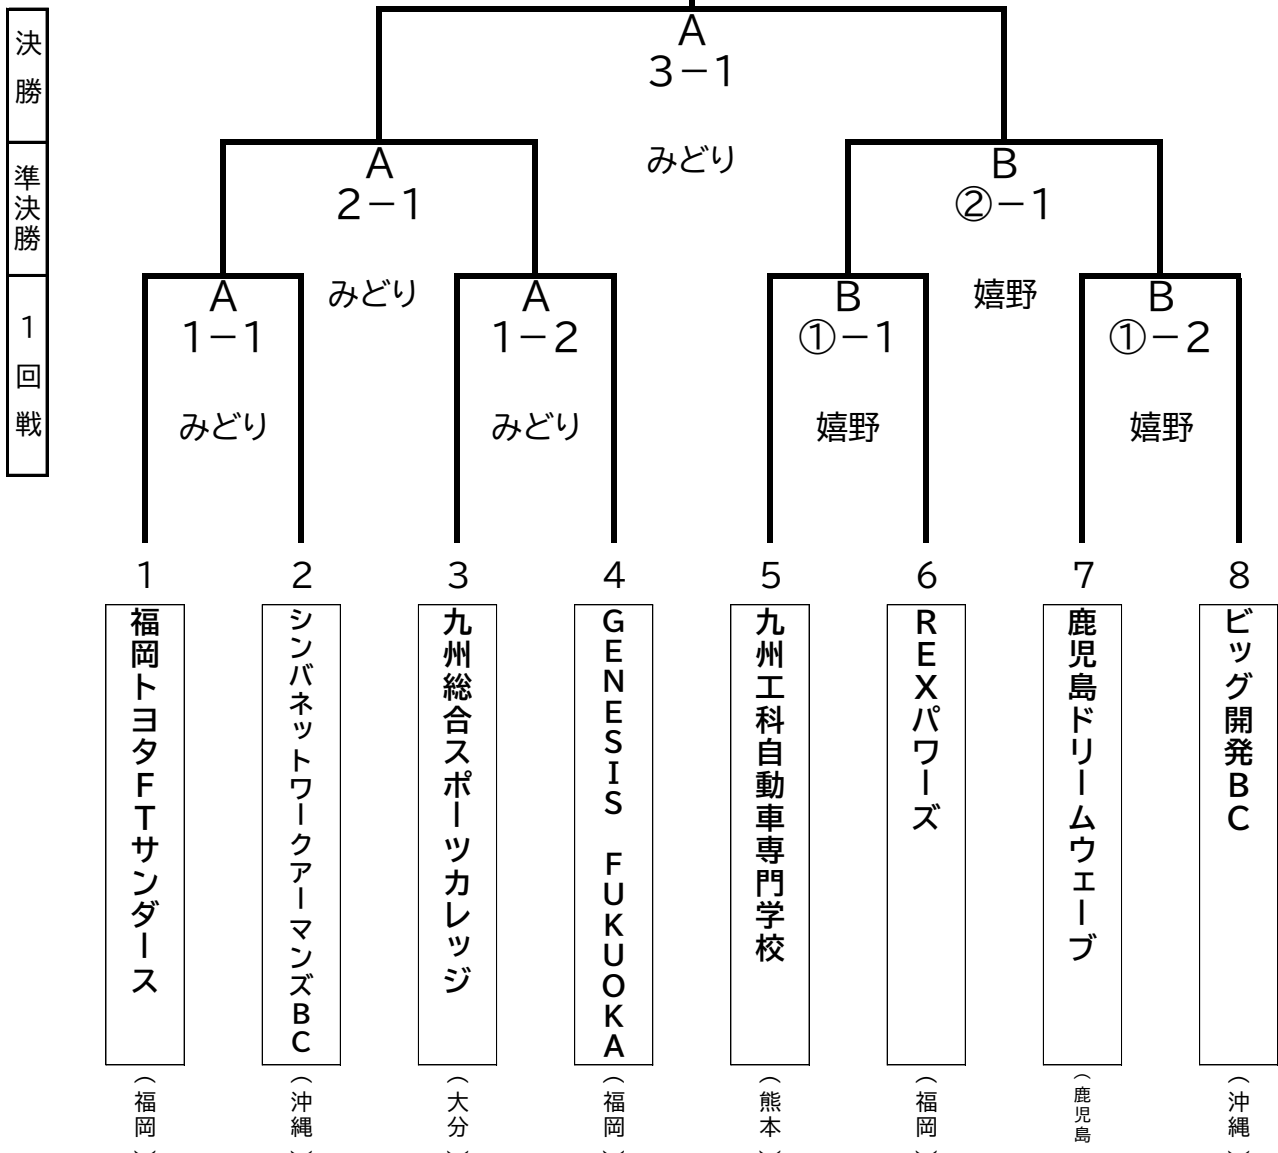 決勝
準決勝
1回戦
A
3－1
みどり
A
2－1
みどり
B
②－1
嬉野
A
1－1
みどり
A
1－2
みどり
B
①－1
嬉野
B
①－2
嬉野
1
2
3
4
5
6
7
8
福岡トヨタFTサンダース
シンバネットワークアーマンズBC
九州総合スポーツカレッジ
GENESIS FUKUOKA
九州工科自動車専門学校
REXパワーズ
鹿児島ドリームウェーブ
ビッグ開発BC
（福岡）
（沖縄）
（大分）
（福岡）
（熊本）
（福岡）
（鹿児島
（沖縄）